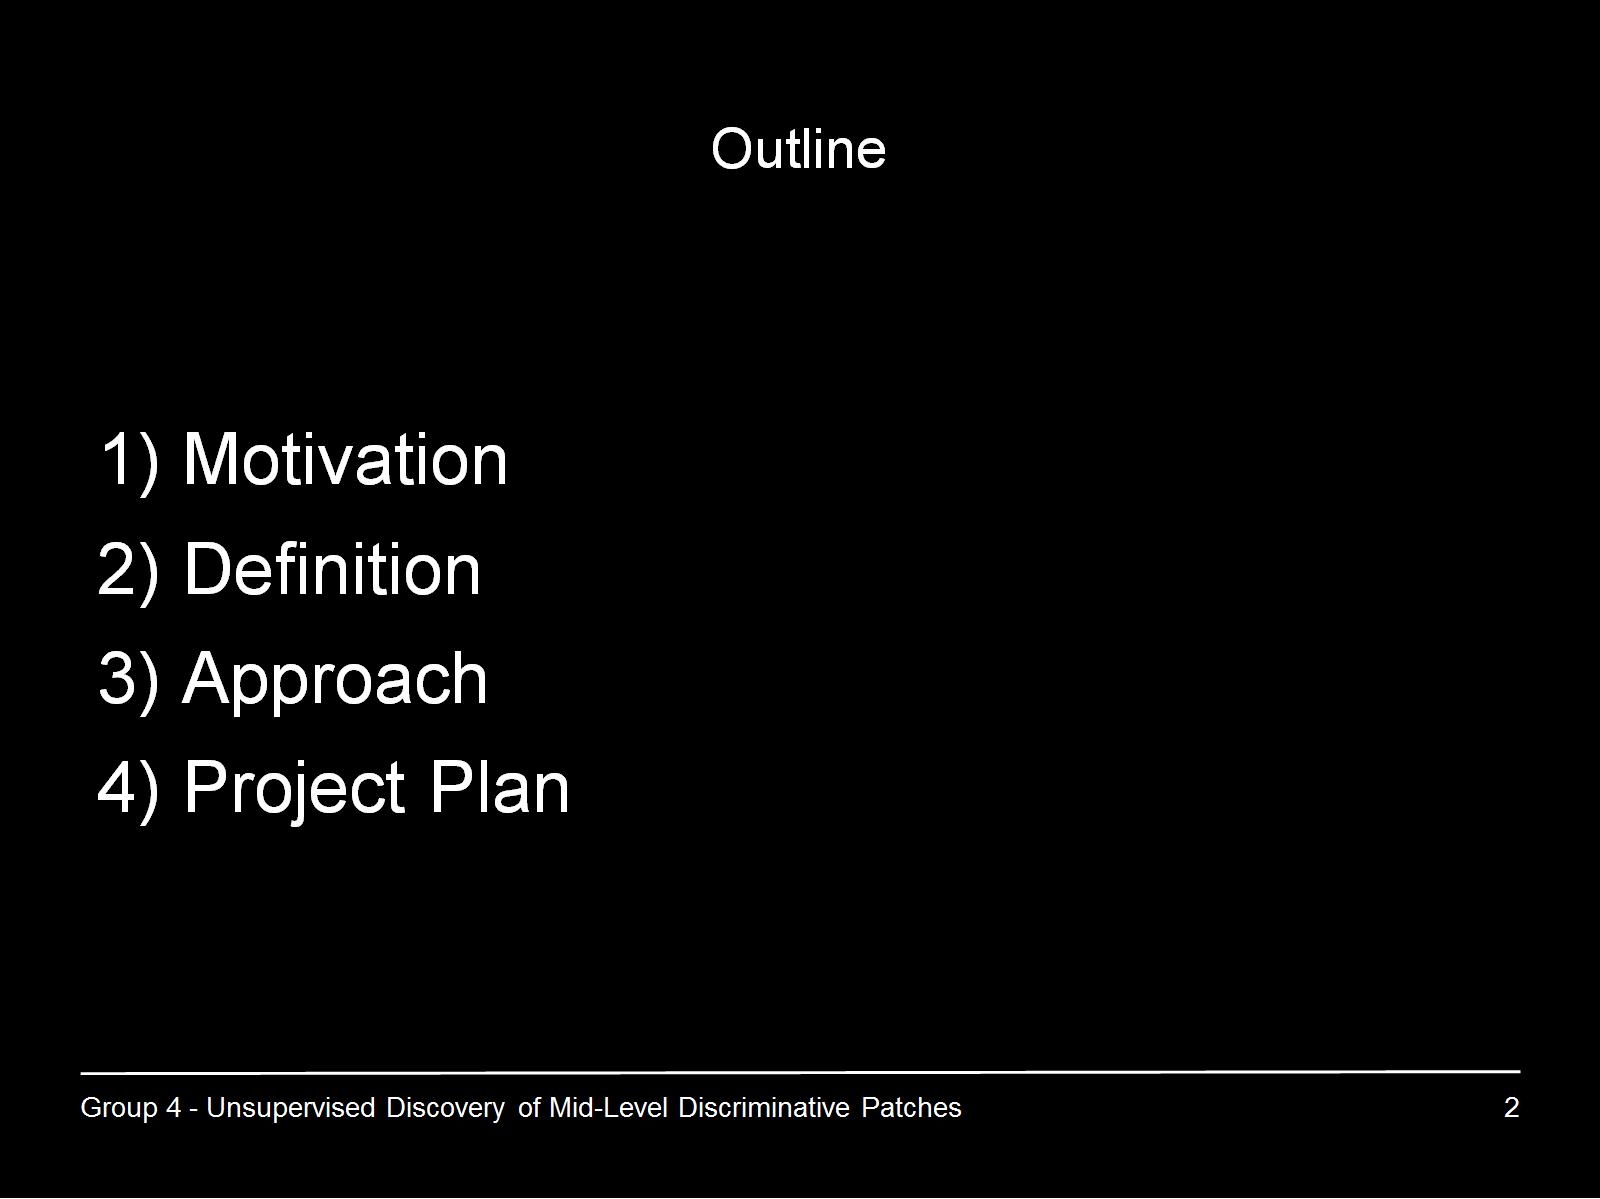 Outline
1) Motivation
2) Definition
3) Approach
4) Project Plan
Group 4 - Unsupervised Discovery of Mid-Level Discriminative Patches 2